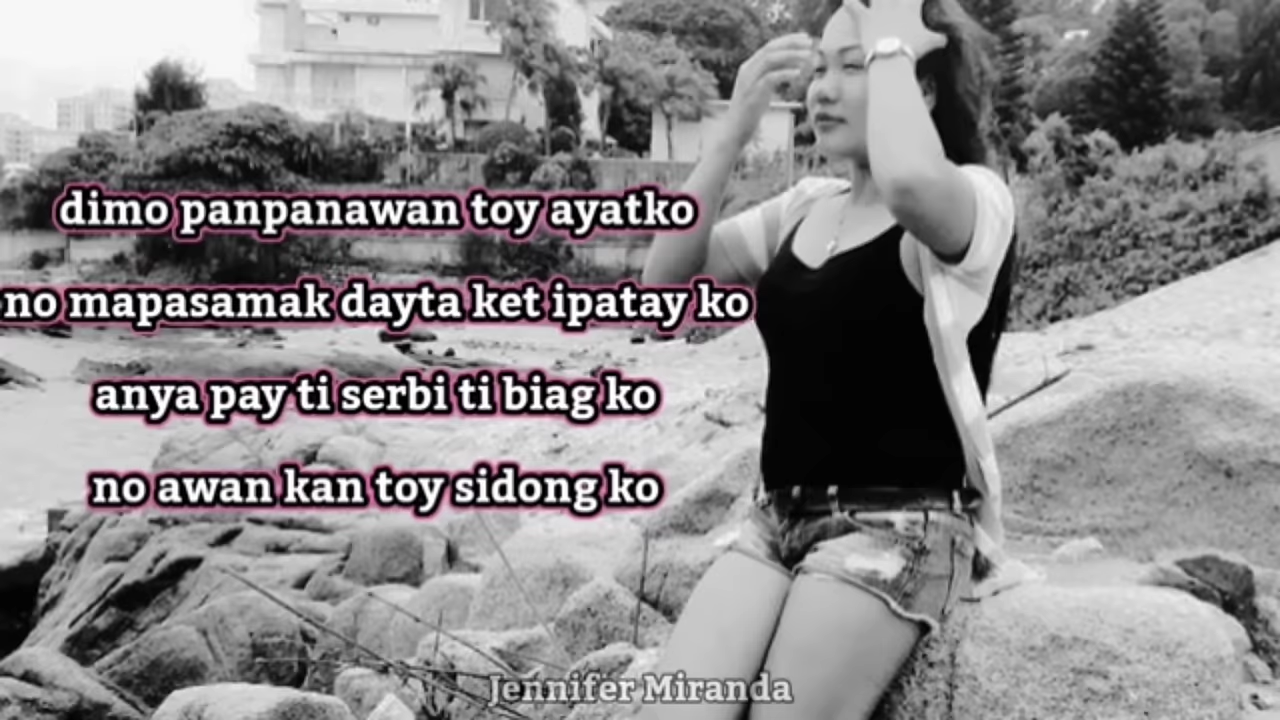 dimo panpanawan toy ayatko
no mapasamak dayta ket ipatay ko
anya pay ti serbi ti biag ko
no awan kan toy sidong ko
Jennifer Miranda